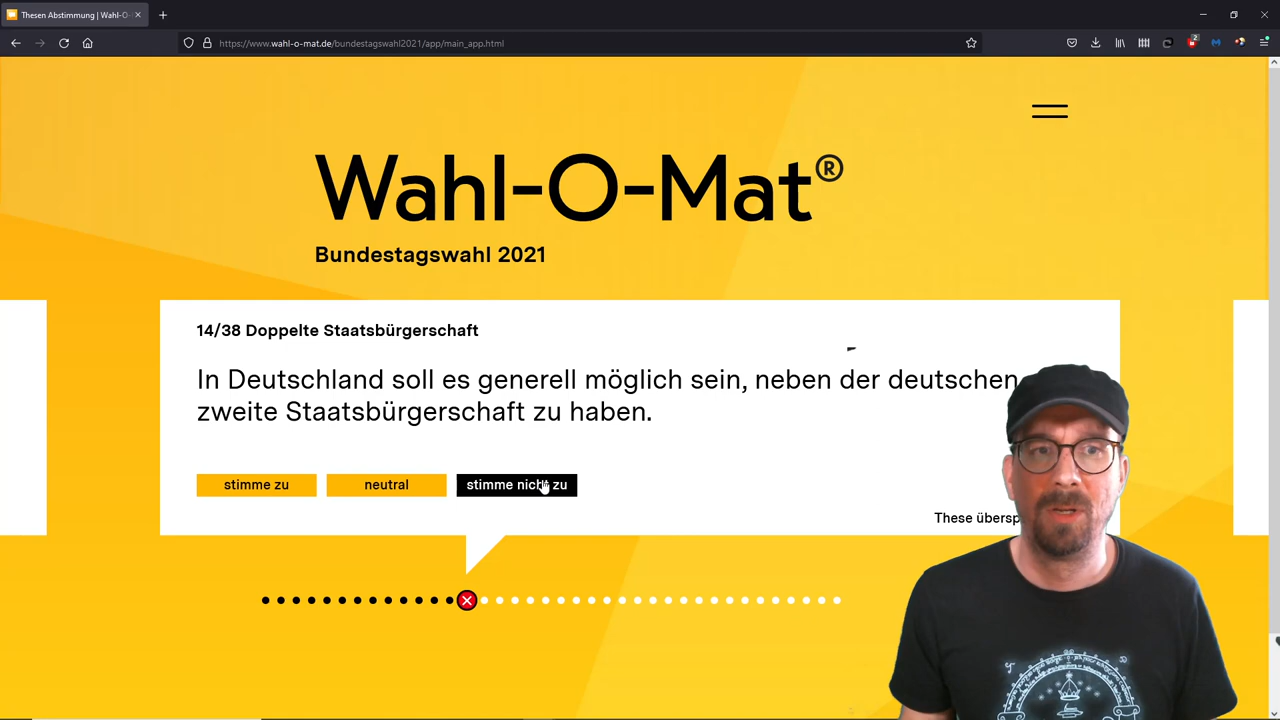 Thesen Abstimmung | Wahl-O-
https://www.wahl-o-mat.de/bundestagswahl2021/app/main_app.html
2
Wahl-O-Mat®
Bundestagswahl 2021
14/38 Doppelte Staatsbürgerschaft
In Deutschland soll es generell möglich sein, neben der deutschen
zweite Staatsbürgerschaft zu haben.
stimme zu
neutral
stimme nicht zu
These übersp